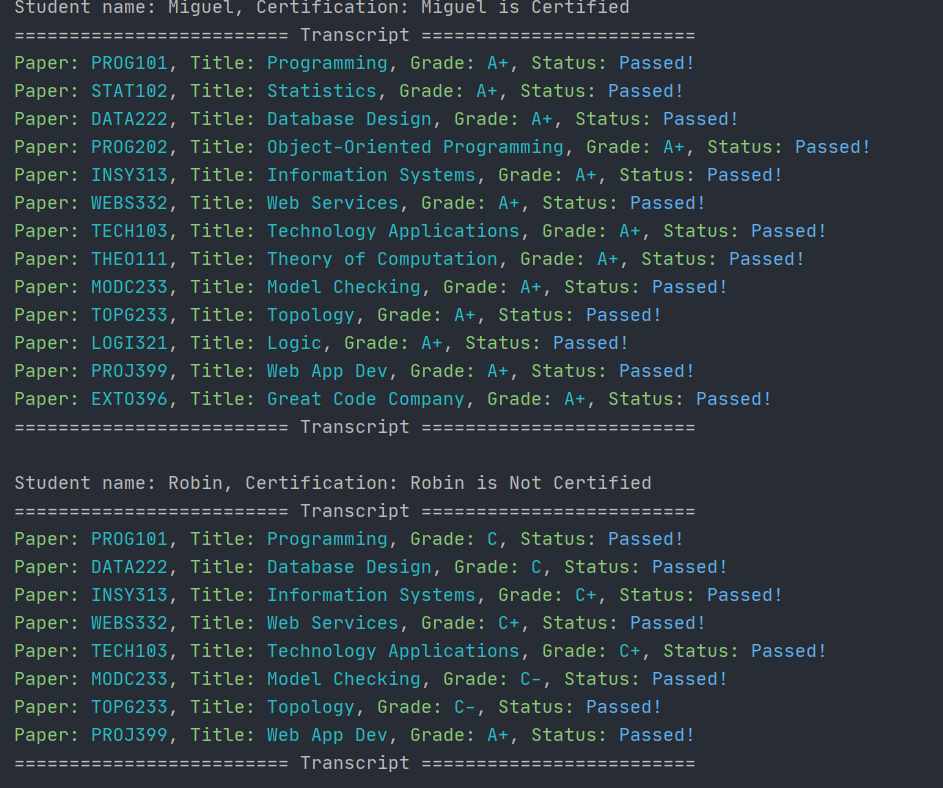 Student name: Miguel, Certification: Miguel is Certified
========================= Transcript =========================
Paper: PROG101, Title: Programming, Grade: A+, Status: Passed!
Paper: STAT102, Title: Statistics, Grade: A+, Status: Passed!
Paper: DATA222, Title: Database Design, Grade: A+, Status: Passed!
Paper: PROG202, Title: Object-Oriented Programming, Grade: A+, Status: Passed!
Paper: INSY313, Title: Information Systems, Grade: A+, Status: Passed!
Paper: WEBS332, Title: Web Services, Grade: A+, Status: Passed!
Paper: TECH103, Title: Technology Applications, Grade: A+, Status: Passed!
Paper: THEO111, Title: Theory of Computation, Grade: A+, Status: Passed!
Paper: MODC233, Title: Model Checking, Grade: A+, Status: Passed!
Paper: TOPG233, Title: Topology, Grade: A+, Status: Passed!
Paper: LOGI321, Title: Logic, Grade: A+, Status: Passed!
Paper: PROJ399, Title: Web App Dev, Grade: A+, Status: Passed!
Paper: EXTO396, Title: Great Code Company, Grade: A+, Status: Passed!
========================= Transcript =========================
Student name: Robin, Certification: Robin is Not Certified
========================= Transcript =========================
Paper: PROG101, Title: Programming, Grade: C, Status: Passed!
Paper: DATA222, Title: Database Design, Grade: C, Status: Passed!
Paper: INSY313, Title: Information Systems, Grade: C+, Status: Passed!
Paper: WEBS332, Title: Web Services, Grade: C+, Status: Passed!
Paper: TECH103, Title: Technology Applications, Grade: C+, Status: Passed!
Paper: MODC233, Title: Model Checking, Grade: C-, Status: Passed!
Paper: TOPG233, Title: Topology, Grade: C-, Status: Passed!
Paper: PROJ399, Title: Web App Dev, Grade: A+, Status: Passed!
========================= Transcript =========================